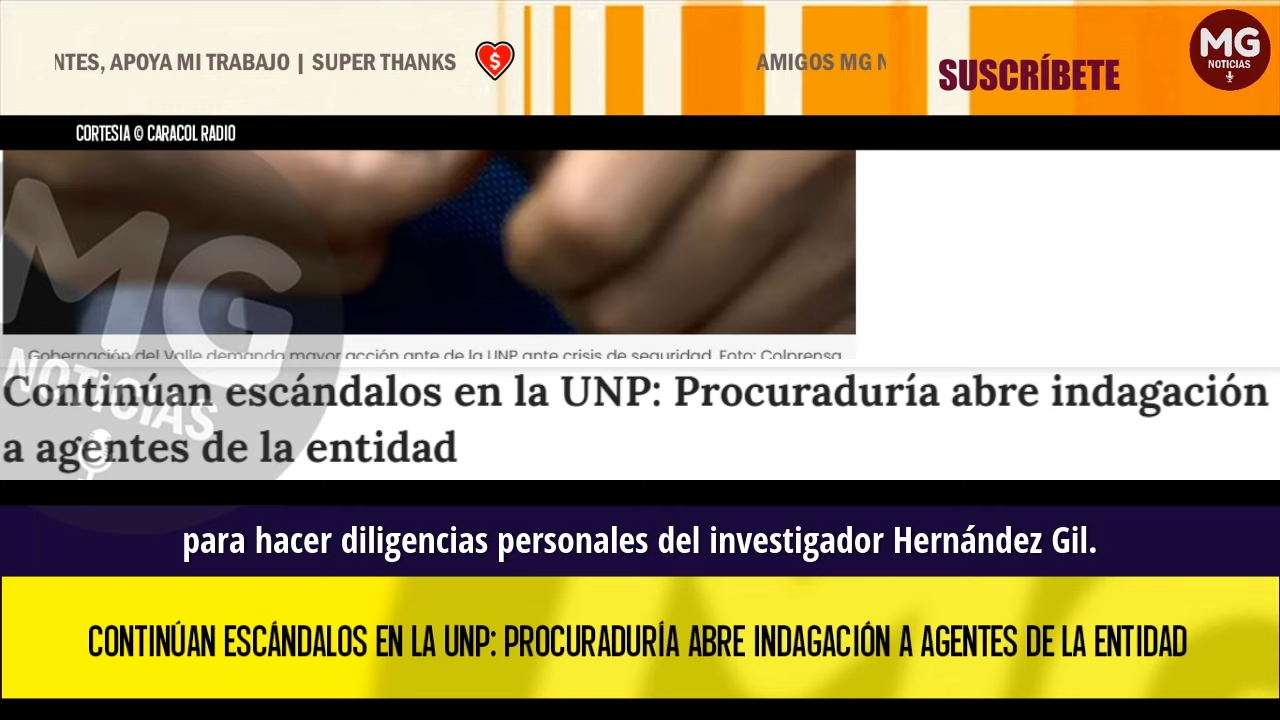 NTES, APOYA MI TRABAJO | SUPER THANKS
AMIGOS MG N
SUSCRÍBETE
MG
NOTICIAS
CORTESIA © CARACOL RADIO
MG
NOTICIAS
Gobernación del Valle demanda mayor acción ante de la UNP ante crisis de seguridad. Foto: Colprensa
Continúan escándalos en la UNP: Procuraduría abre indagación
a agentes de la entidad
para hacer diligencias personales del investigador Hernández Gil.
CONTINÚAN ESCÁNDALOS EN LA UNP: PROCURADURÍA ABRE INDAGACIÓN A AGENTES DE LA ENTIDAD